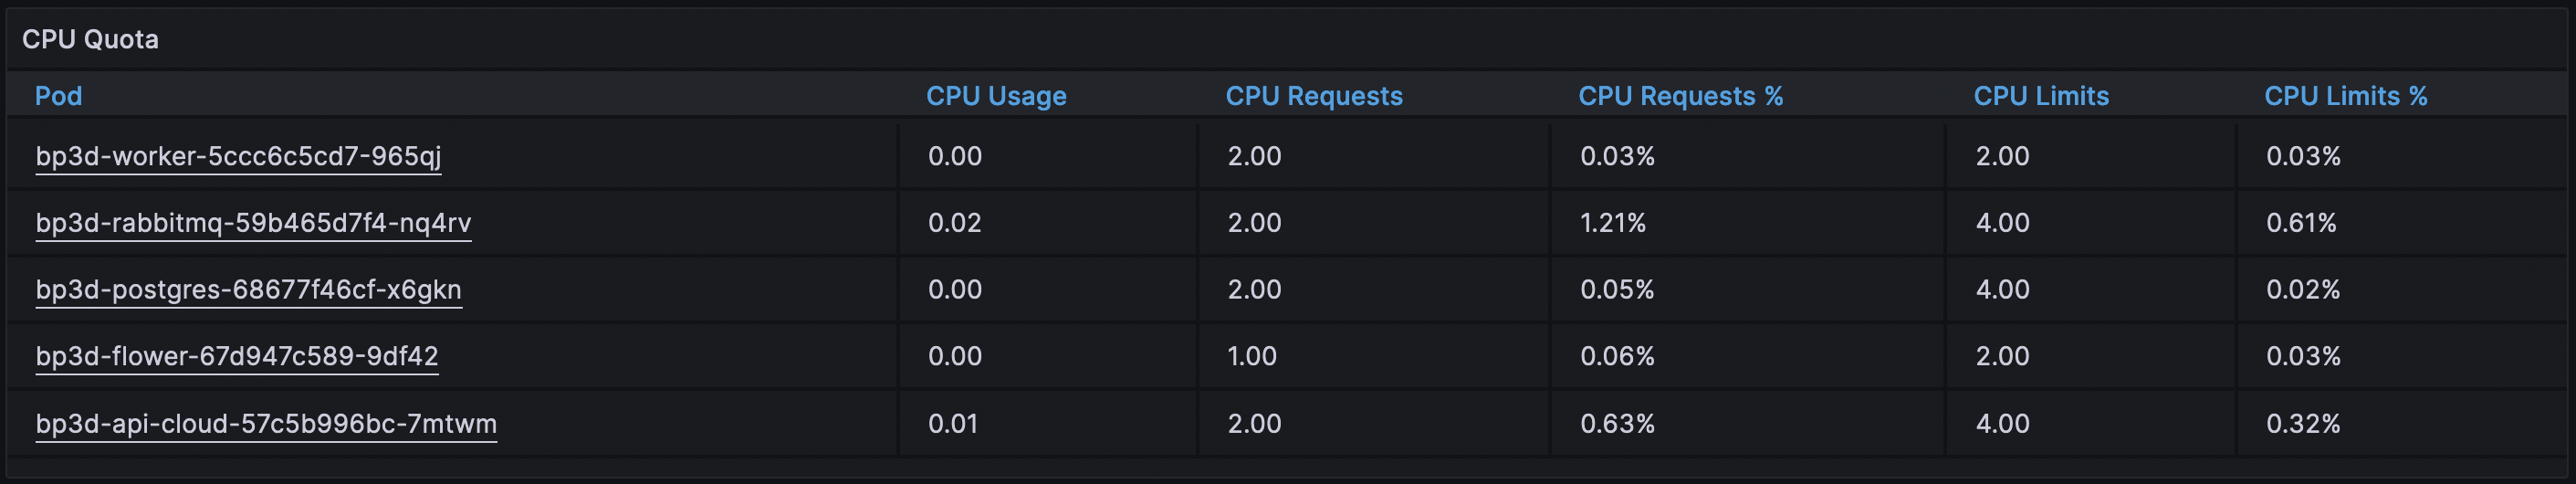 CPU Quota
Pod CPU Usage CPU Requests CPU Requests % CPU Limits CPU Limits %
bp3d-worker-5ccc6c5cd7-965qj 0.00 2.00 0.03% 2.00 0.03%
bp3d-rabbitmq-59b465d7f4-nq4rv 0.02 2.00 1.21% 4.00 0.61%
bp3d-postgres-68677f46cf-x6gkn 0.00 2.00 0.05% 4.00 0.02%
bp3d-flower-67d947c589-9df42 0.00 1.00 0.06% 2.00 0.03%
bp3d-api-cloud-57c5b996bc-7mtwm 0.01 2.00 0.63% 4.00 0.32%